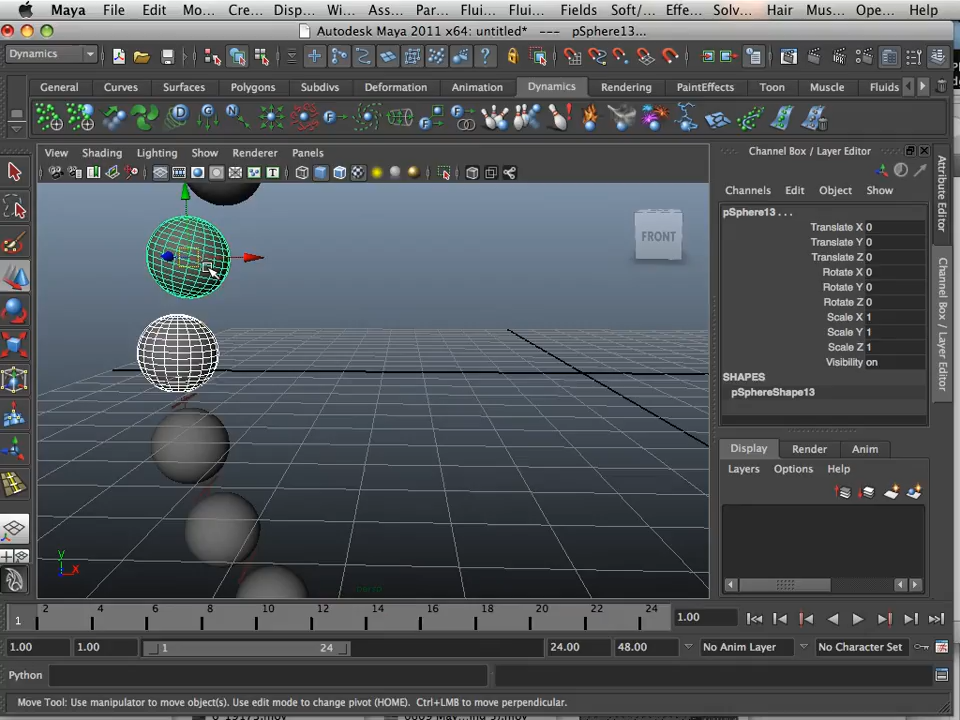 Maya File Edit Mo... Cre... Disp... Wi... Ass... Par... Flui... Flui... Fields Soft/... Effe... Solv... Hair Mus... Ope... Help
Autodesk Maya 2011 x64: untitled* --- pSphere13...
Dynamics
General Curves Surfaces Polygons Subdivs Deformation Animation Dynamics Rendering PaintEffects Toon Muscle Fluids
View Shading Lighting Show Renderer Panels
FRONT
y
x
Channel Box / Layer Editor
Channels Edit Object Show
pSphere13 . . .
Translate X 0
Translate Y 0
Translate Z 0
Rotate X 0
Rotate Y 0
Rotate Z 0
Scale X 1
Scale Y 1
Scale Z 1
Visibility on
SHAPES
pSphereShape13
Display Render Anim
Layers Options Help
Attribute Editor
Channel Box / Layer Editor
1 2 4 6 8 10 12 14 16 18 20 22 24 1.00
1.00 1.00 1 24 24.00 48.00 No Anim Layer No Character Set
Python
Move Tool: Use manipulator to move object(s). Use edit mode to change pivot (HOME). Ctrl+LMB to move perpendicular.